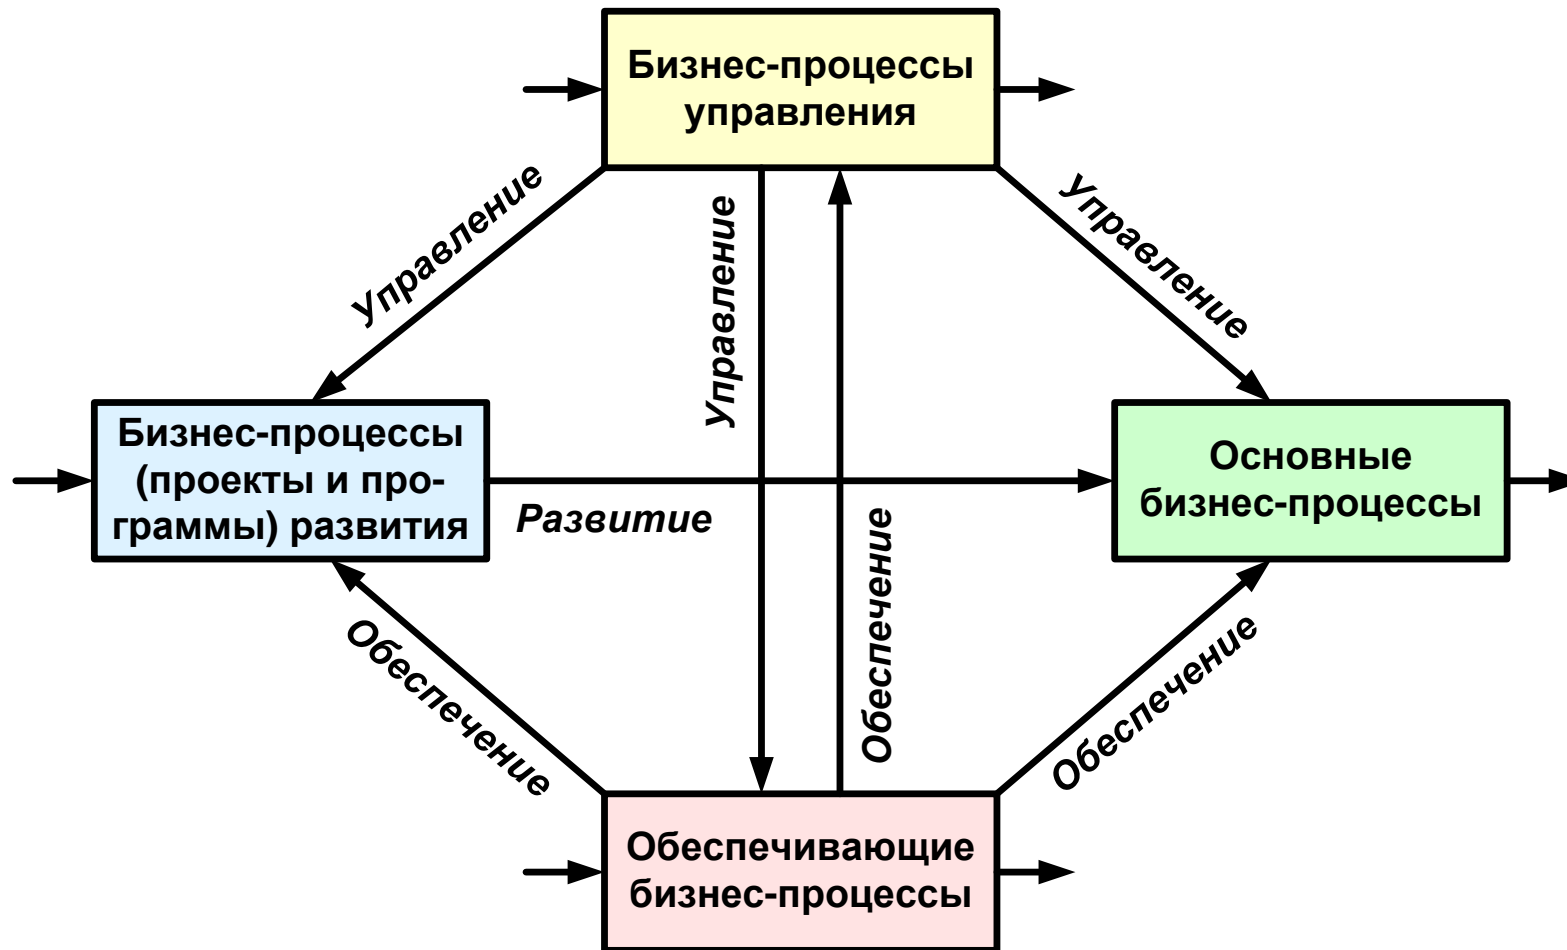 Бизнес-процессы
управления
Управление
Управление
Управление
Бизнес-процессы
(проекты и про-
граммы) развития
Развитие
Основные
бизнес-процессы
Обеспечение
Обеспечение
Обеспечение
Обеспечивающие
бизнес-процессы